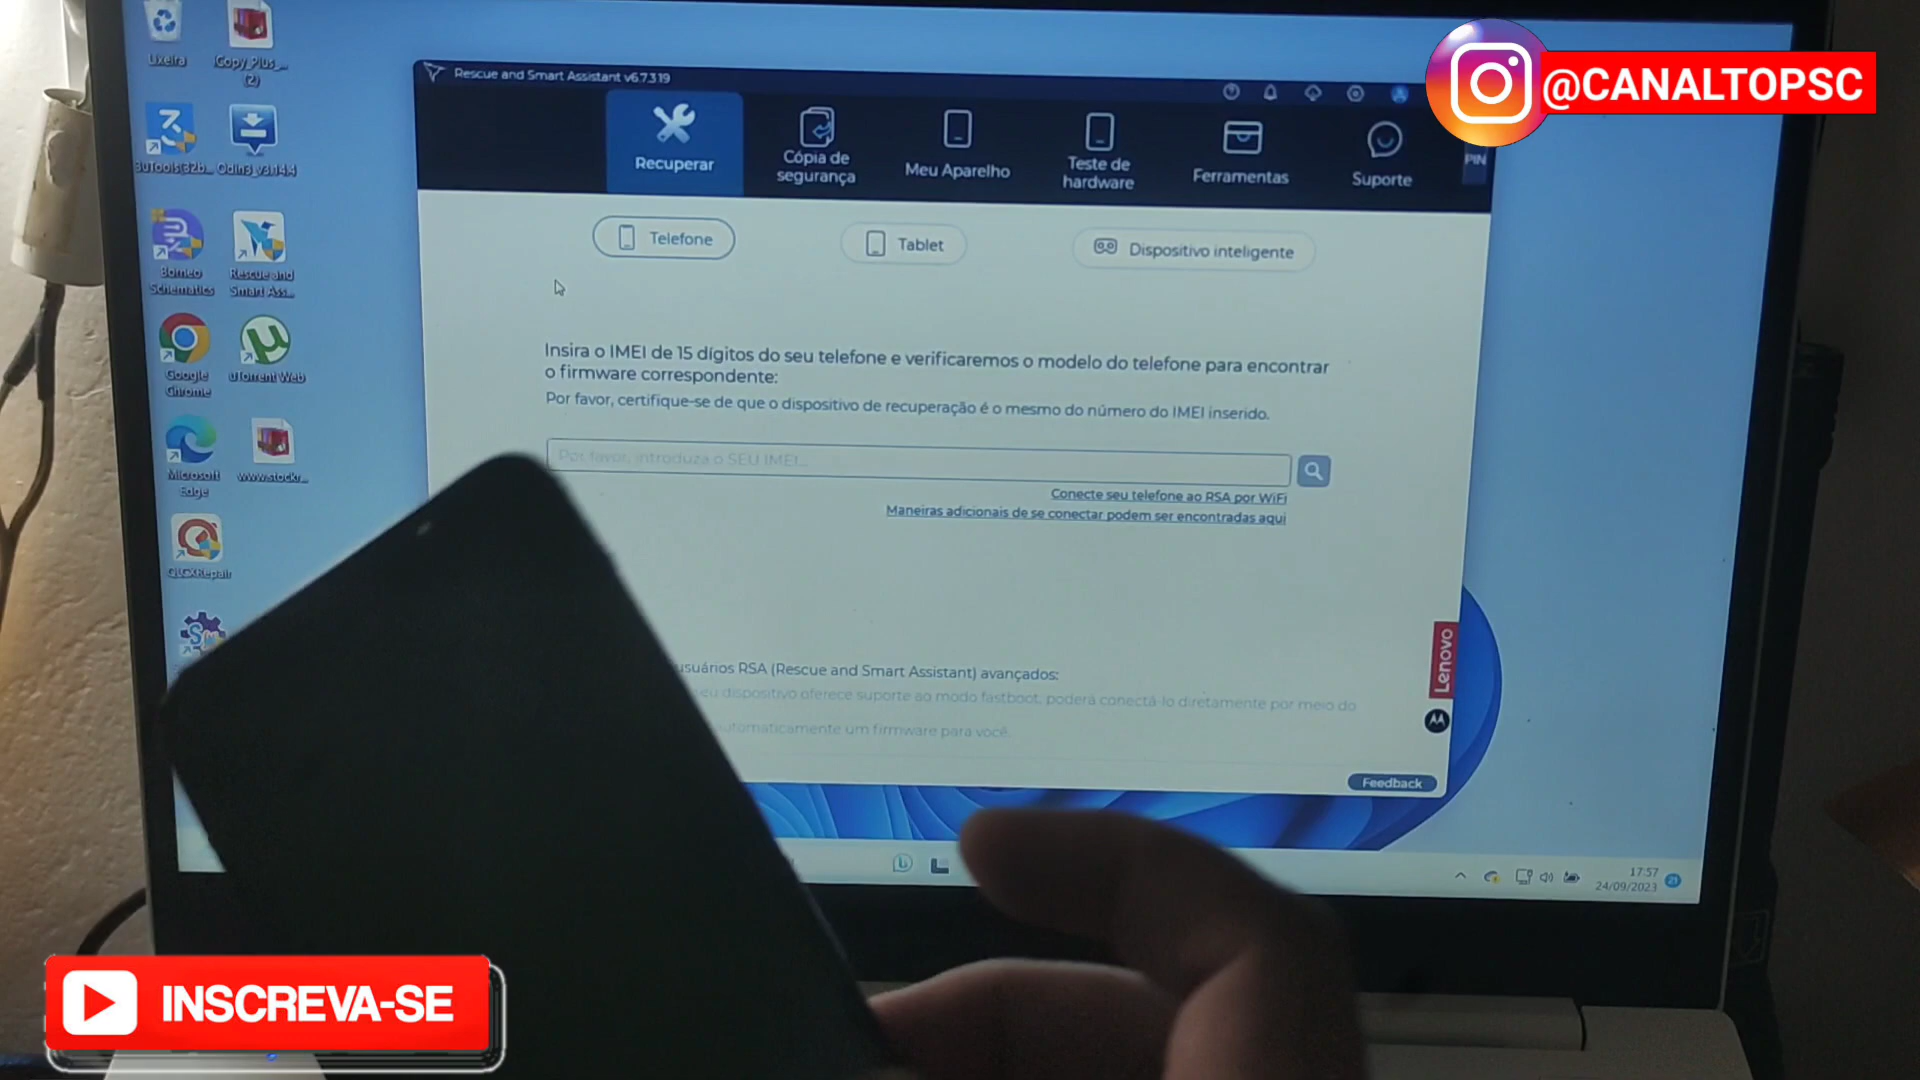 Lixeira
iCopy_Plus_...
(2)
@CANALTOPSC
Rescue and Smart Assistant v6.7.3.19
Recuperar
Cópia de
segurança
Meu Aparelho
Teste de
hardware
Ferramentas
Suporte
PIN
3uTools(32b...
Odin3_v3.14.4
Telefone
Tablet
Dispositivo inteligente
Borneo
Schematics
Rescue and
Smart Ass...
Insira o IMEI de 15 dígitos do seu telefone e verificaremos o modelo do telefone para encontrar
o firmware correspondente:
Por favor, certifique-se de que o dispositivo de recuperação é o mesmo do número do IMEI inserido.
Google
Chrome
uTorrent Web
Por favor, introduza o SEU IMEI...
Conecte seu telefone ao RSA por WiFi
Maneiras adicionais de se conectar podem ser encontradas aqui
Microsoft
Edge
www.stockr...
usuários RSA (Rescue and Smart Assistant) avançados:
eu dispositivo oferece suporte ao modo fastboot, poderá conectá-lo diretamente por meio do
automaticamente um firmware para você.
Lenovo
Feedback
17:57
24/09/2023
21
INSCREVA-SE